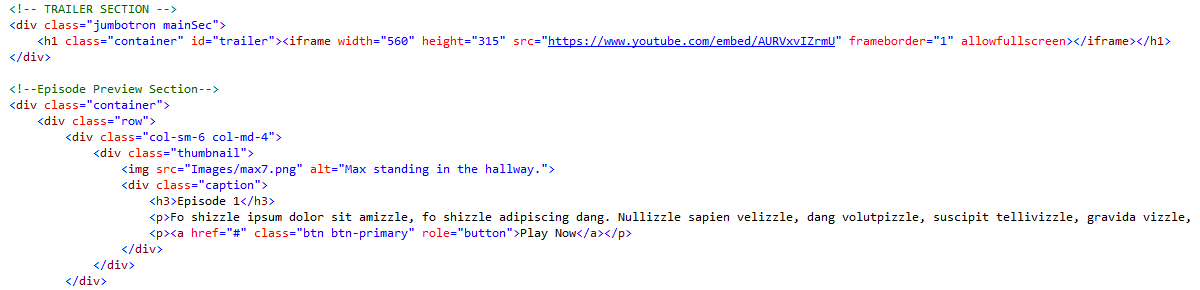 <!-- TRAILER SECTION -->
<div class="jumbotron mainSec">
    <h1 class="container" id="trailer"><iframe width="560" height="315" src="https://www.youtube.com/embed/AURVxvIZrmU" frameborder="1" allowfullscreen></iframe></h1>
</div>

<!--Episode Preview Section-->
<div class="container">
    <div class="row">
        <div class="col-sm-6 col-md-4">
            <div class="thumbnail">
                <img src="Images/max7.png" alt="Max standing in the hallway.">
                <div class="caption">
                    <h3>Episode 1</h3>
                    <p>Fo shizzle ipsum dolor sit amizzle, fo shizzle adipiscing dang. Nullizzle sapien velizzle, dang volutpizzle, suscipit tellivizzle, gravida vizzle,
                    <p><a href="#" class="btn btn-primary" role="button">Play Now</a></p>
                </div>
            </div>
        </div>